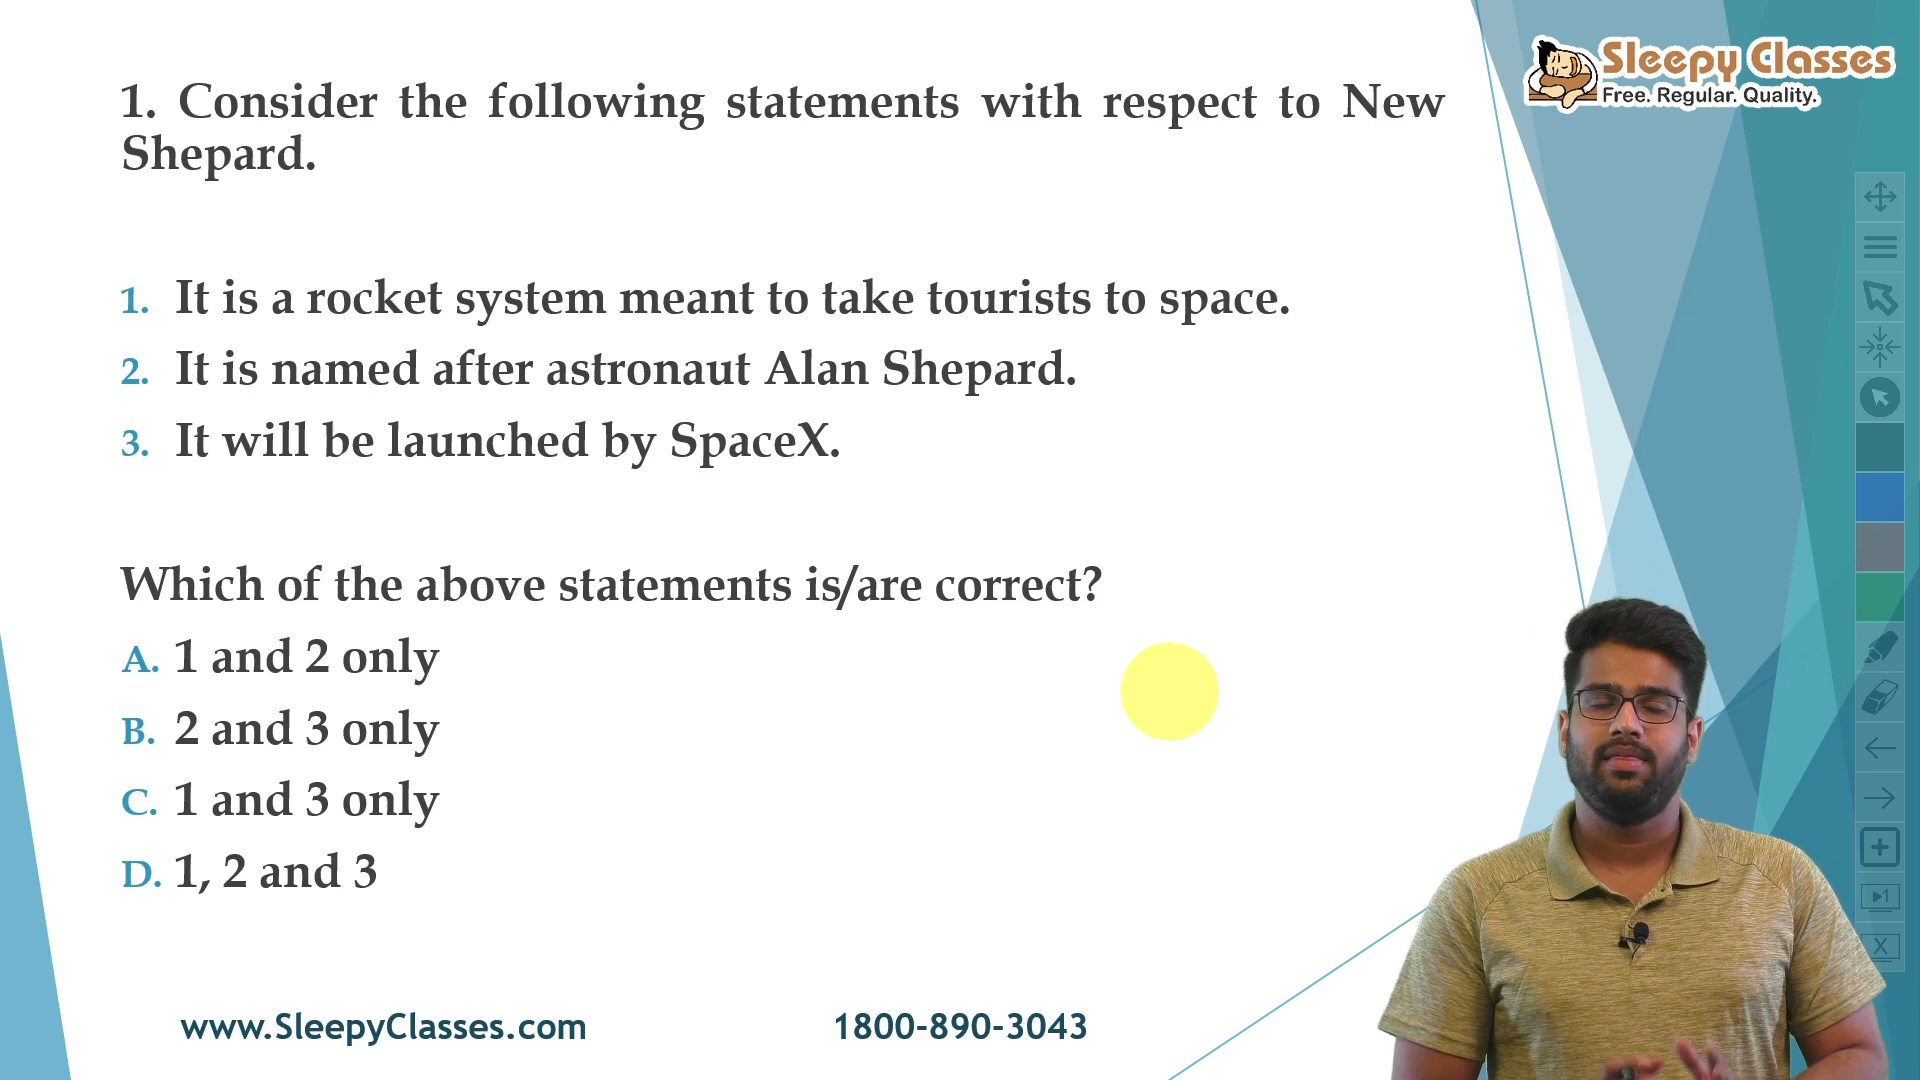 Sleepy Classes
Free. Regular. Quality.
1. Consider the following statements with respect to New
Shepard.
1. It is a rocket system meant to take tourists to space.
2. It is named after astronaut Alan Shepard.
3. It will be launched by SpaceX.
Which of the above statements is/are correct?
A. 1 and 2 only
B. 2 and 3 only
C. 1 and 3 only
D. 1, 2 and 3
www.SleepyClasses.com 1800-890-3043
1
X